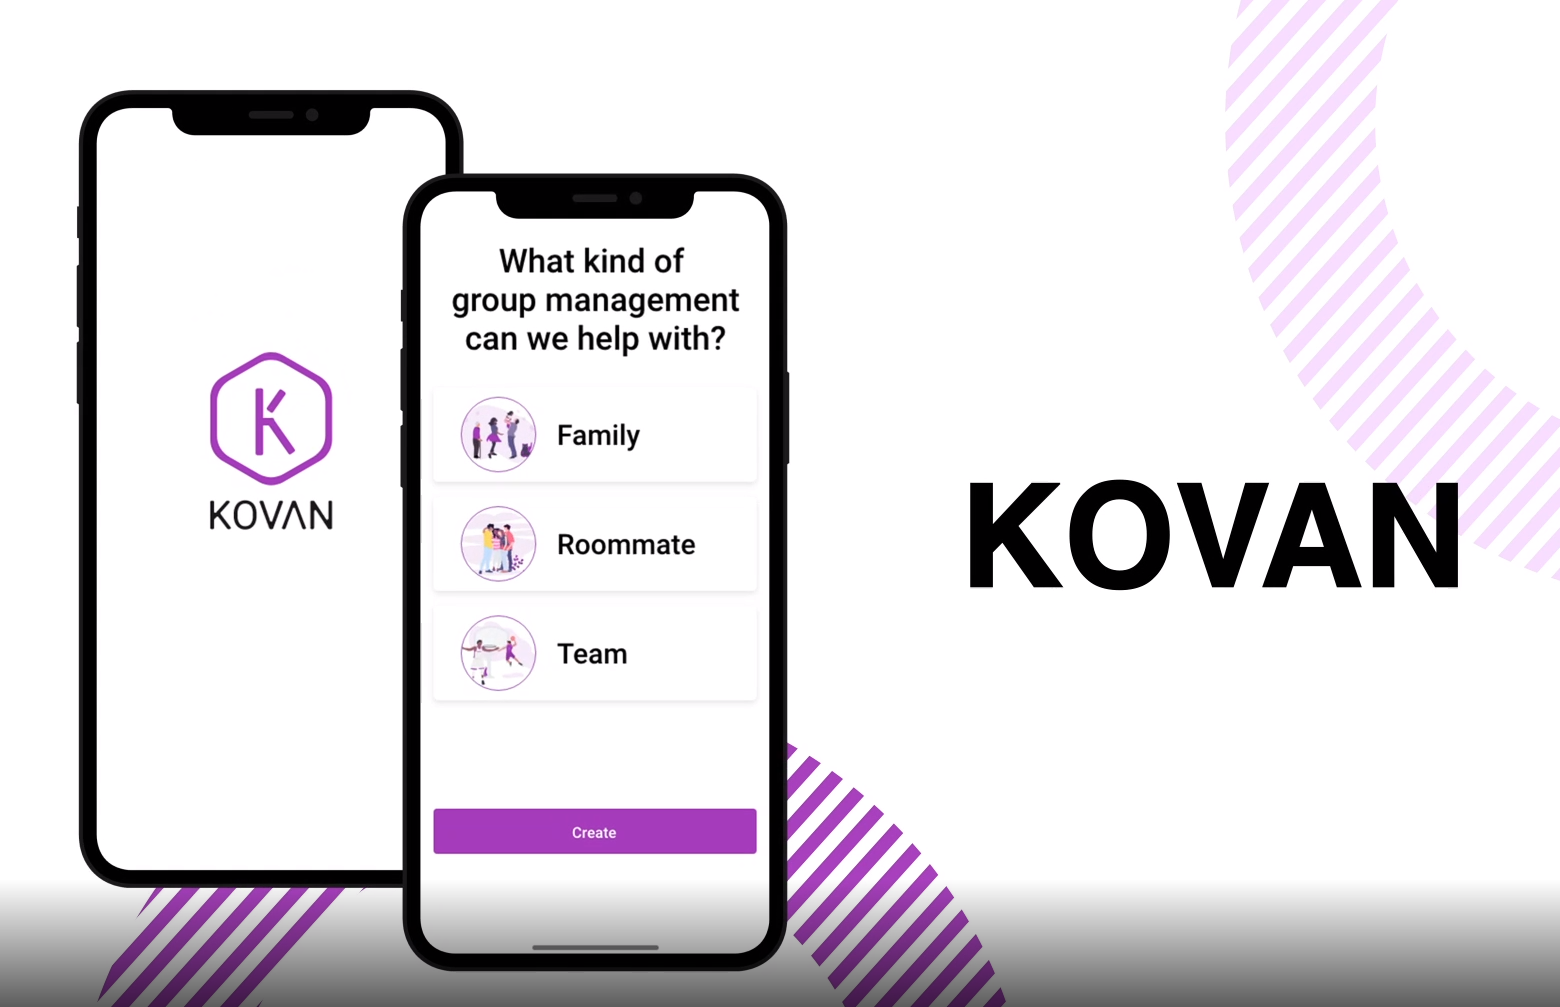 KOVAN
What kind of
group management
can we help with?
Family
Roommate
Team
Create
KOVAN